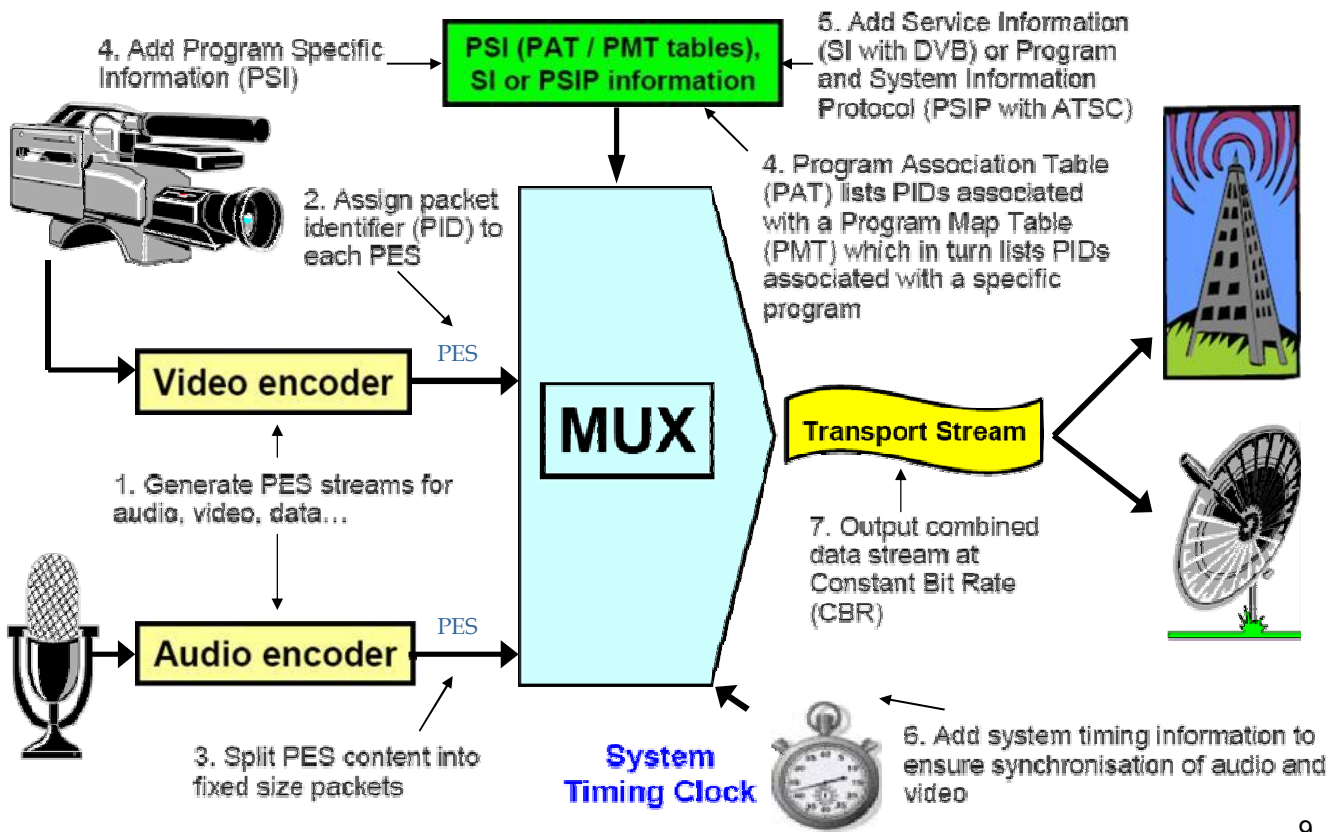 4. Add Program Specific
Information (PSI)
PSI (PAT / PMT tables),
SI or PSIP information
5. Add Service Information
(SI with DVB) or Program
and System Information
Protocol (PSIP with ATSC)
4. Program Association Table
(PAT) lists PIDs associated
with a Program Map Table
(PMT) which in turn lists PIDs
associated with a specific
program
2. Assign packet
identifier (PID) to
each PES
PES
Video encoder
MUX
Transport Stream
1. Generate PES streams for
audio, video, data...
7. Output combined
data stream at
Constant Bit Rate
(CBR)
PES
Audio encoder
3. Split PES content into
fixed size packets
System
Timing Clock
6. Add system timing information to
ensure synchronisation of audio and
video
9